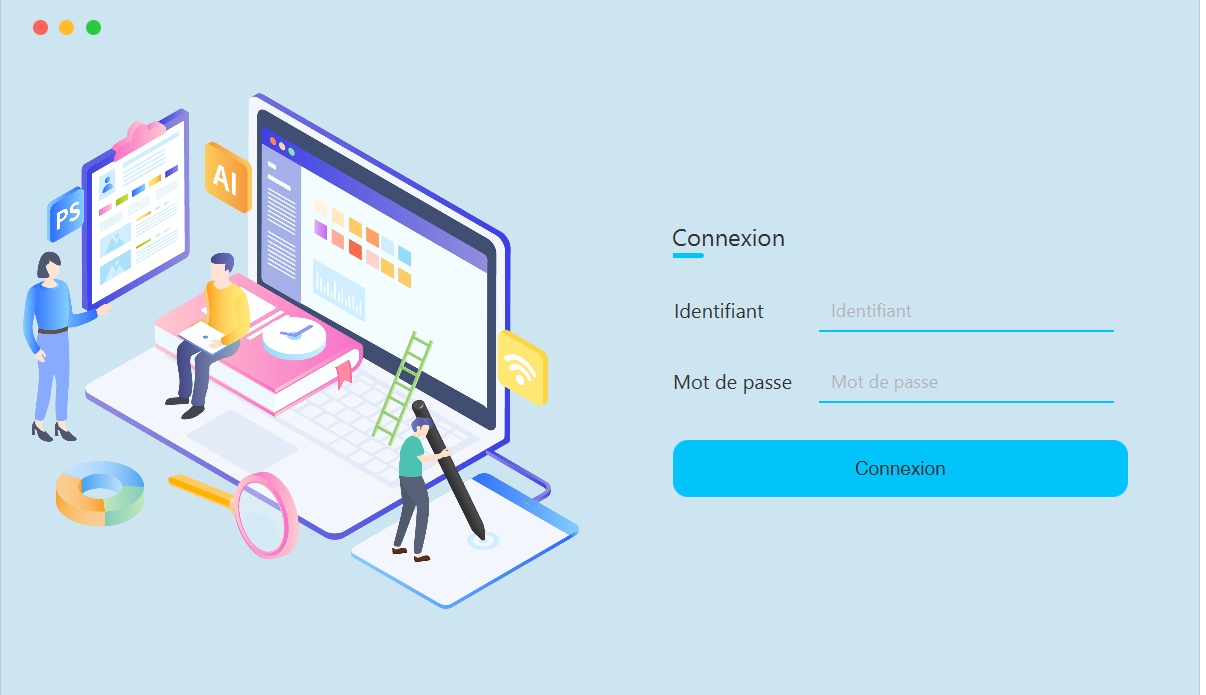 PS
AI
Connexion
Identifiant Identifiant
Mot de passe Mot de passe
Connexion